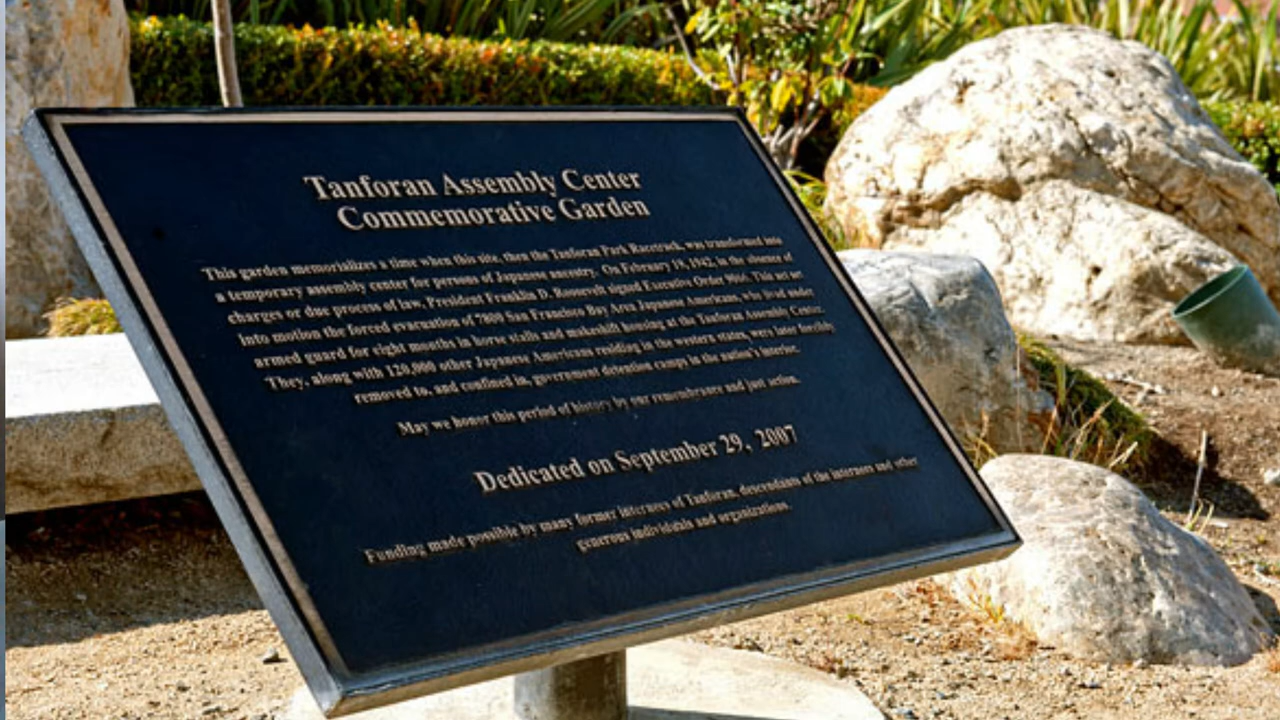 Tanforan Assembly Center
Commemorative Garden
This garden memorializes a time when this site, then the Tanforan Park Racetrack, was transformed into
a temporary assembly center for persons of Japanese ancestry. On February 19, 1942, in the absence of
charges or due process of law, President Franklin D. Roosevelt signed Executive Order 9066. This act set
into motion the forced evacuation of 7800 San Francisco Bay Area Japanese Americans, who lived under
armed guard for eight months in horse stalls and makeshift housing at the Tanforan Assembly Center.
They, along with 120,000 other Japanese Americans residing in the western states, were later forcibly
removed to, and confined in, government detention camps in the nation's interior.
May we honor this period of history by our remembrance and just action.
Dedicated on September 29, 2007
Funding made possible by many former internees of Tanforan, descendants of the internees and other
generous individuals and organizations.